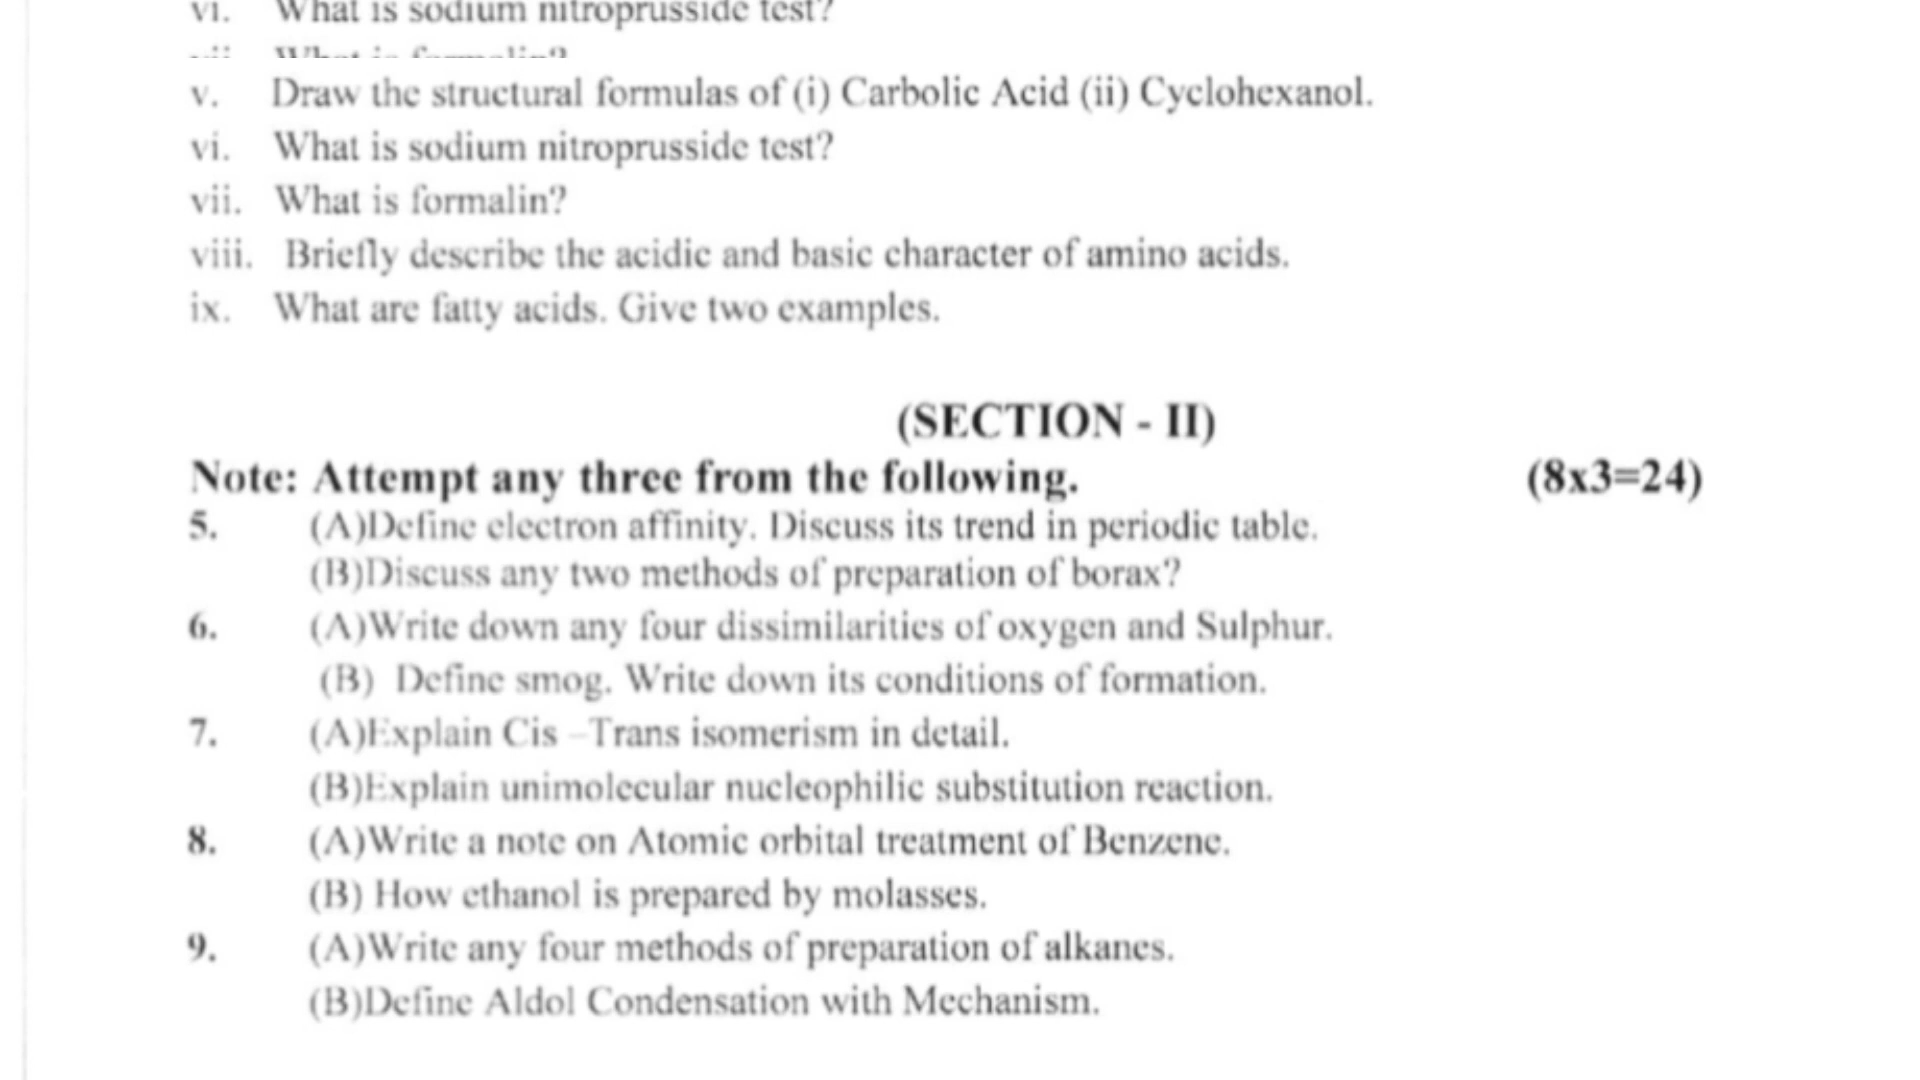 vi. What is sodium nitroprusside test?
vii What is formalin?
v. Draw the structural formulas of (i) Carbolic Acid (ii) Cyclohexanol.
vi. What is sodium nitroprusside test?
vii. What is formalin?
viii. Briefly describe the acidic and basic character of amino acids.
ix. What are fatty acids. Give two examples.
(SECTION - II)
Note: Attempt any three from the following. (8x3=24)
5. (A)Define electron affinity. Discuss its trend in periodic table.
(B)Discuss any two methods of preparation of borax?
6. (A)Write down any four dissimilarities of oxygen and Sulphur.
(B) Define smog. Write down its conditions of formation.
7. (A)Explain Cis –Trans isomerism in detail.
(B)Explain unimolecular nucleophilic substitution reaction.
8. (A)Write a note on Atomic orbital treatment of Benzene.
(B) How ethanol is prepared by molasses.
9. (A)Write any four methods of preparation of alkanes.
(B)Define Aldol Condensation with Mechanism.